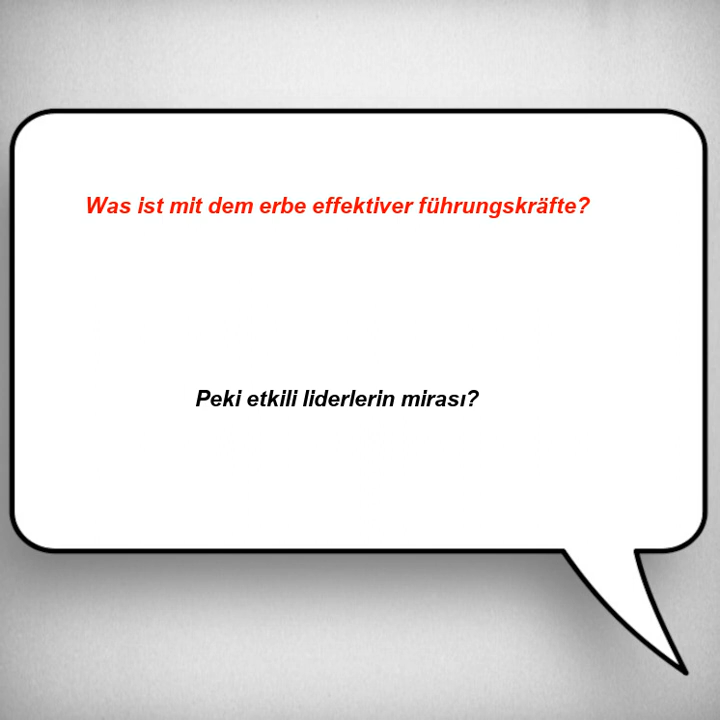 Was ist mit dem erbe effektiver führungskräfte?
Peki etkili liderlerin mirası?